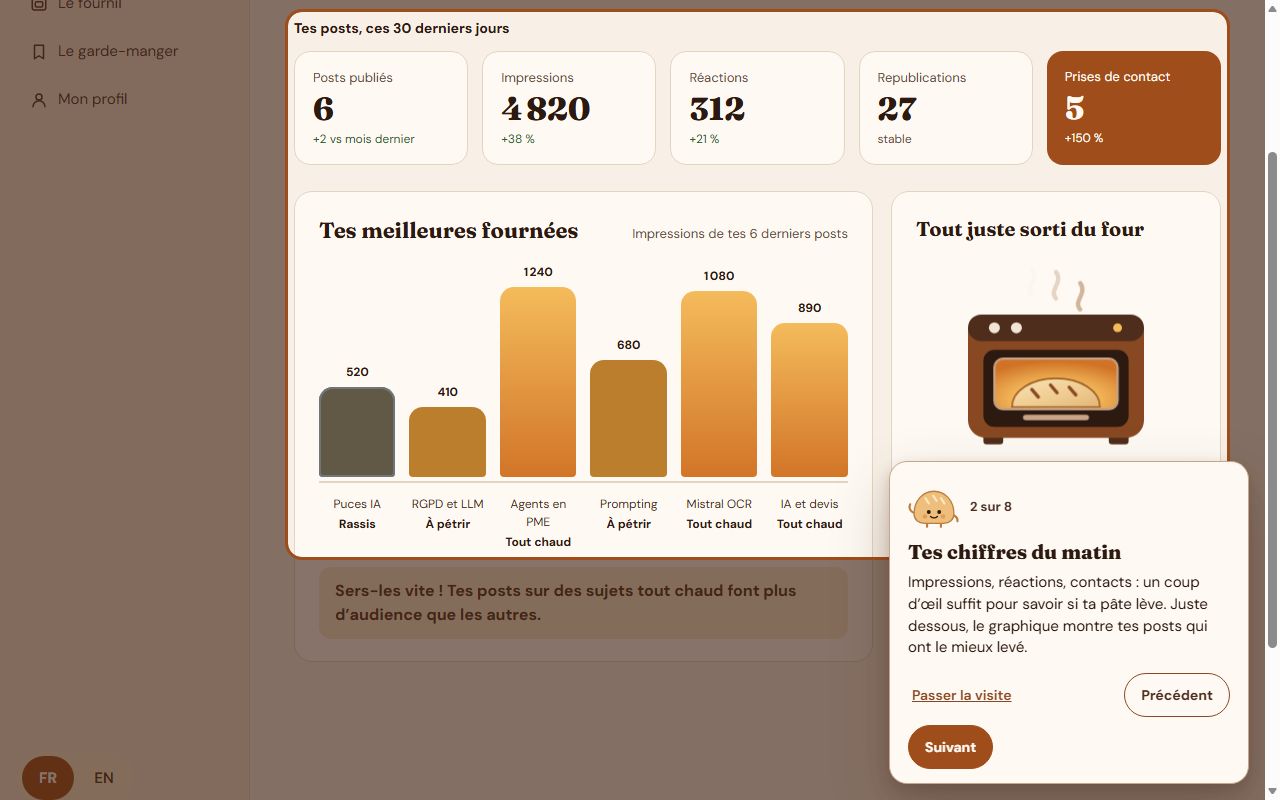 Le fournil
Le garde-manger
Mon profil
FR
EN
Tes posts, ces 30 derniers jours
Posts publiés
6
+2 vs mois dernier
Impressions
4 820
+38 %
Réactions
312
+21 %
Republications
27
stable
Prises de contact
5
+150 %
Tes meilleures fournées
Impressions de tes 6 derniers posts
520
410
1 240
680
1 080
890
Puces IA
Rassis
RGPD et LLM
À pétrir
Agents en
PME
Tout chaud
Prompting
À pétrir
Mistral OCR
Tout chaud
IA et devis
Tout chaud
Sers-les vite ! Tes posts sur des sujets tout chaud font plus
d’audience que les autres.
Tout juste sorti du four
2 sur 8
Tes chiffres du matin
Impressions, réactions, contacts : un coup
d’œil suffit pour savoir si ta pâte lève. Juste
dessous, le graphique montre tes posts qui
ont le mieux levé.
Passer la visite
Précédent
Suivant